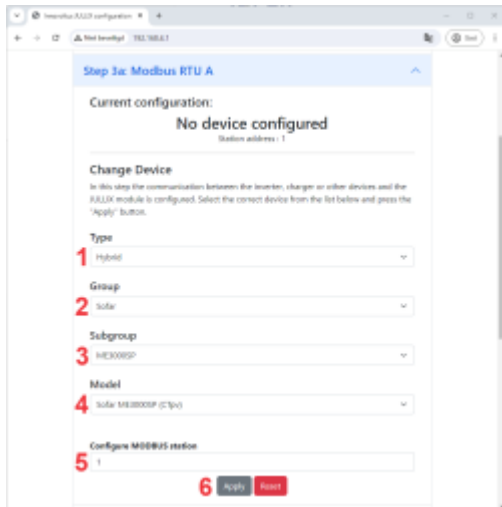 Step 3a: Modbus RTU A
Current configuration:
No device configured
Station address : 1
Change Device
In this step the communication between the inverter, charger or other devices and the
module is configured. Select the correct device from the list below and press the
"Apply" button.
Type
1 Hybrid
Group
2 Sofar
Subgroup
3 ME3000SP
Model
4 Sofar ME3000SP (CTpv)
Configure MODBUS station
5 1
6 Apply Reset